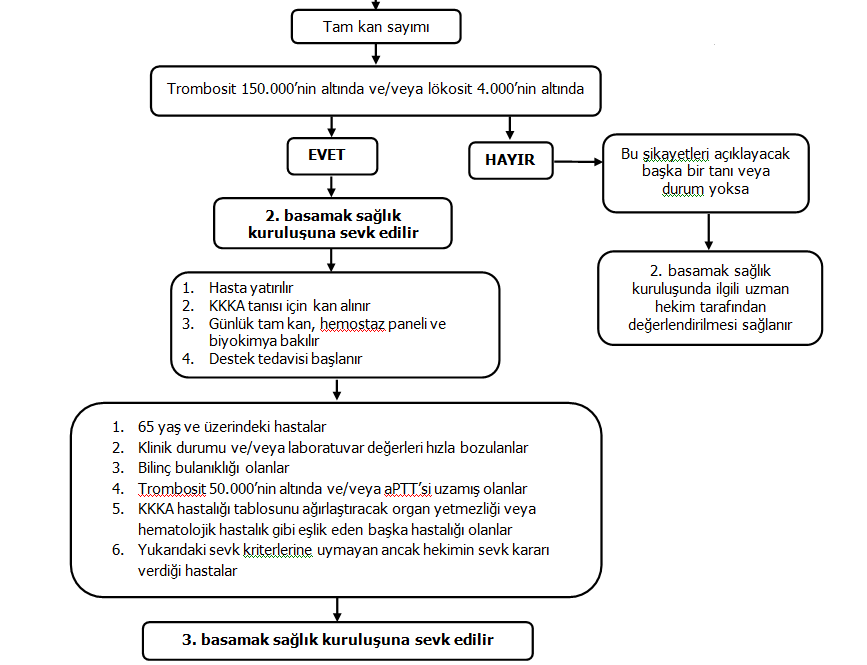 Tam kan sayımı
Trombosit 150.000’nin altında ve/veya lökosit 4.000’nin altında
EVET
HAYIR
Bu şikayetleri açıklayacak
başka bir tanı veya
durum yoksa
2. basamak sağlık
kuruluşuna sevk edilir
2. basamak sağlık
kuruluşunda ilgili uzman
hekim tarafından
değerlendirilmesi sağlanır
1. Hasta yatırılır
2. KKKA tanısı için kan alınır
3. Günlük tam kan, hemostaz paneli ve
biyokimya bakılır
4. Destek tedavisi başlanır
1. 65 yaş ve üzerindeki hastalar
2. Klinik durumu ve/veya laboratuvar değerleri hızla bozulanlar
3. Bilinç bulanıklığı olanlar
4. Trombosit 50.000’nin altında ve/veya aPTT’si uzamış olanlar
5. KKKA hastalığı tablosunu ağırlaştıracak organ yetmezliği veya
hematolojik hastalık gibi eşlik eden başka hastalığı olanlar
6. Yukarıdaki sevk kriterlerine uymayan ancak hekimin sevk kararı
verdiği hastalar
3. basamak sağlık kuruluşuna sevk edilir